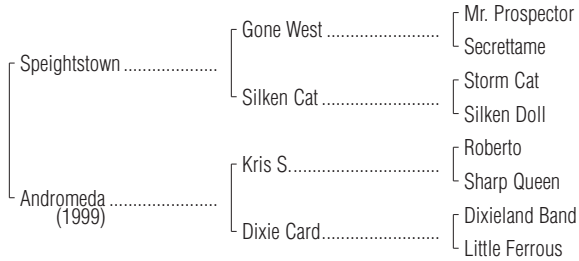 Mr. Prospector
Gone West
Secrettame
Speightstown
Storm Cat
Silken Cat
Silken Doll
Roberto
Kris S.
Sharp Queen
Andromeda
(1999)
Dixieland Band
Dixie Card
Little Ferrous